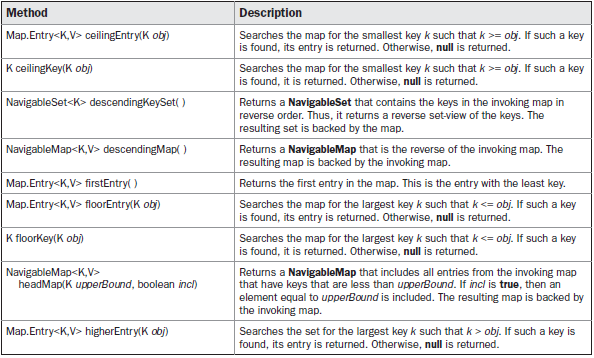 Method Description
Map.Entry<K,V> ceilingEntry(K obj) Searches the map for the smallest key k such that k >= obj. If such a key
is found, its entry is returned. Otherwise, null is returned.
K ceilingKey(K obj) Searches the map for the smallest key k such that k >= obj. If such a key
is found, it is returned. Otherwise, null is returned.
NavigableSet<K> descendingKeySet( ) Returns a NavigableSet that contains the keys in the invoking map in
reverse order. Thus, it returns a reverse set-view of the keys. The
resulting set is backed by the map.
NavigableMap<K,V> descendingMap( ) Returns a NavigableMap that is the reverse of the invoking map. The
resulting map is backed by the invoking map.
Map.Entry<K,V> firstEntry( ) Returns the first entry in the map. This is the entry with the least key.
Map.Entry<K,V> floorEntry(K obj) Searches the map for the largest key k such that k <= obj. If such a key
is found, its entry is returned. Otherwise, null is returned.
K floorKey(K obj) Searches the map for the largest key k such that k <= obj. If such a key
is found, it is returned. Otherwise, null is returned.
NavigableMap<K,V> Returns a NavigableMap that includes all entries from the invoking map
headMap(K upperBound, boolean incl) that have keys that are less than upperBound. If incl is true, then an
element equal to upperBound is included. The resulting map is backed by
the invoking map.
Map.Entry<K,V> higherEntry(K obj) Searches the set for the largest key k such that k > obj. If such a key is
found, its entry is returned. Otherwise, null is returned.